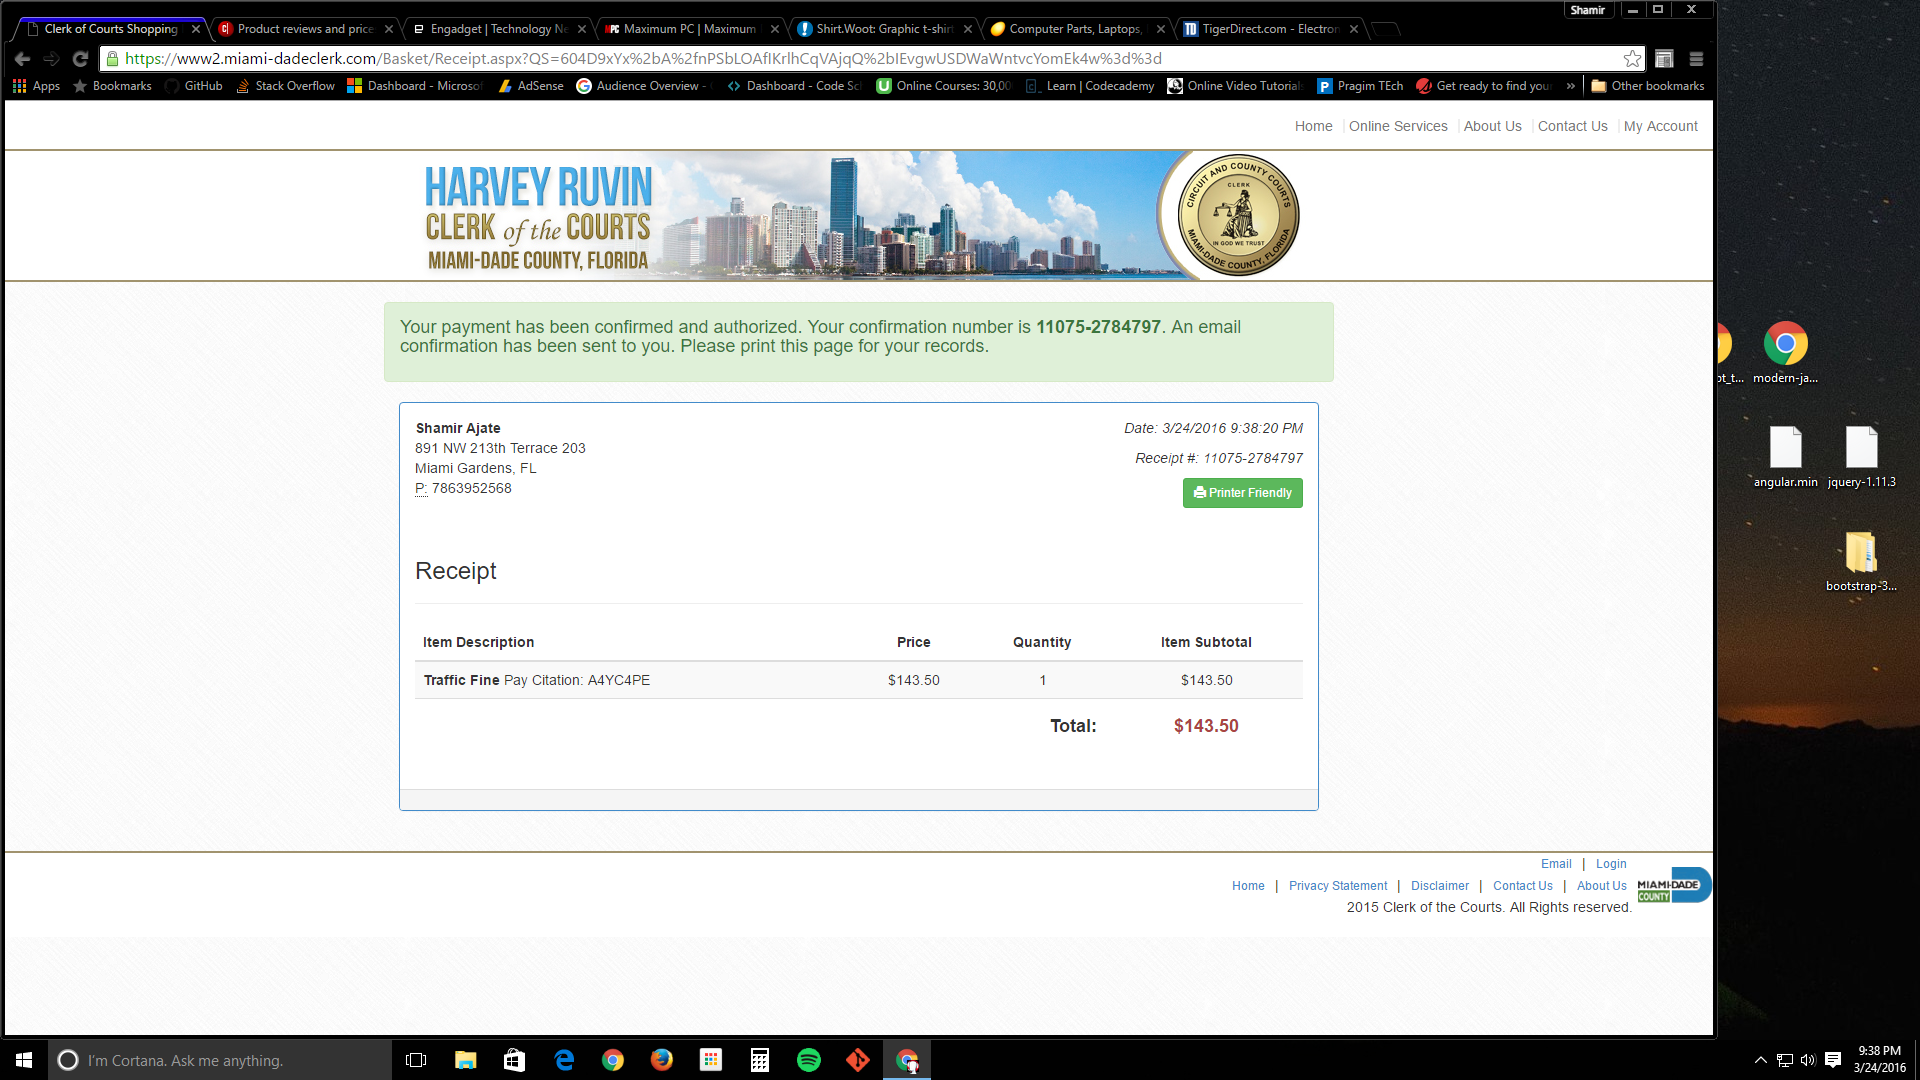 Shamir
Clerk of Courts Shopping
Product reviews and price
Engadget | Technology Ne
Maximum PC | Maximum
Shirt.Woot: Graphic t-shirt
Computer Parts, Laptops,
TigerDirect.com - Electron
https://www2.miami-dadeclerk.com/Basket/Receipt.aspx?QS=604D9xYx%2bA%2fnPSbLOAfIKrlhCqVAjqQ%2bIEvgwUSDWaWntvcYomEk4w%3d%3d
Apps
Bookmarks
GitHub
Stack Overflow
Dashboard - Microsof
AdSense
Audience Overview -
Dashboard - Code Sc
Online Courses: 30,00
Learn | Codecademy
Online Video Tutorial
Pragim TEch
Get ready to find you
»
Other bookmarks
Home
Online Services
About Us
Contact Us
My Account
HARVEY RUVIN
CLERK of the COURTS
MIAMI-DADE COUNTY, FLORIDA
CIRCUIT AND COUNTY COURTS
CLERK
IN GOD WE TRUST
MIAMI-DADE COUNTY, FLORIDA
Your payment has been confirmed and authorized. Your confirmation number is 11075-2784797. An email
confirmation has been sent to you. Please print this page for your records.
Shamir Ajate
Date: 3/24/2016 9:38:20 PM
891 NW 213th Terrace 203
Miami Gardens, FL
Receipt #: 11075-2784797
P: 7863952568
Printer Friendly
Receipt
Item Description Price Quantity Item Subtotal
Traffic Fine Pay Citation: A4YC4PE $143.50 1 $143.50
Total: $143.50
Email | Login
Home | Privacy Statement | Disclaimer | Contact Us | About Us
MIAMI-DADE
COUNTY
2015 Clerk of the Courts. All Rights reserved.
pt_t...
modern-ja...
angular.min
jquery-1.11.3
bootstrap-3...
I'm Cortana. Ask me anything.
9:38 PM
3/24/2016